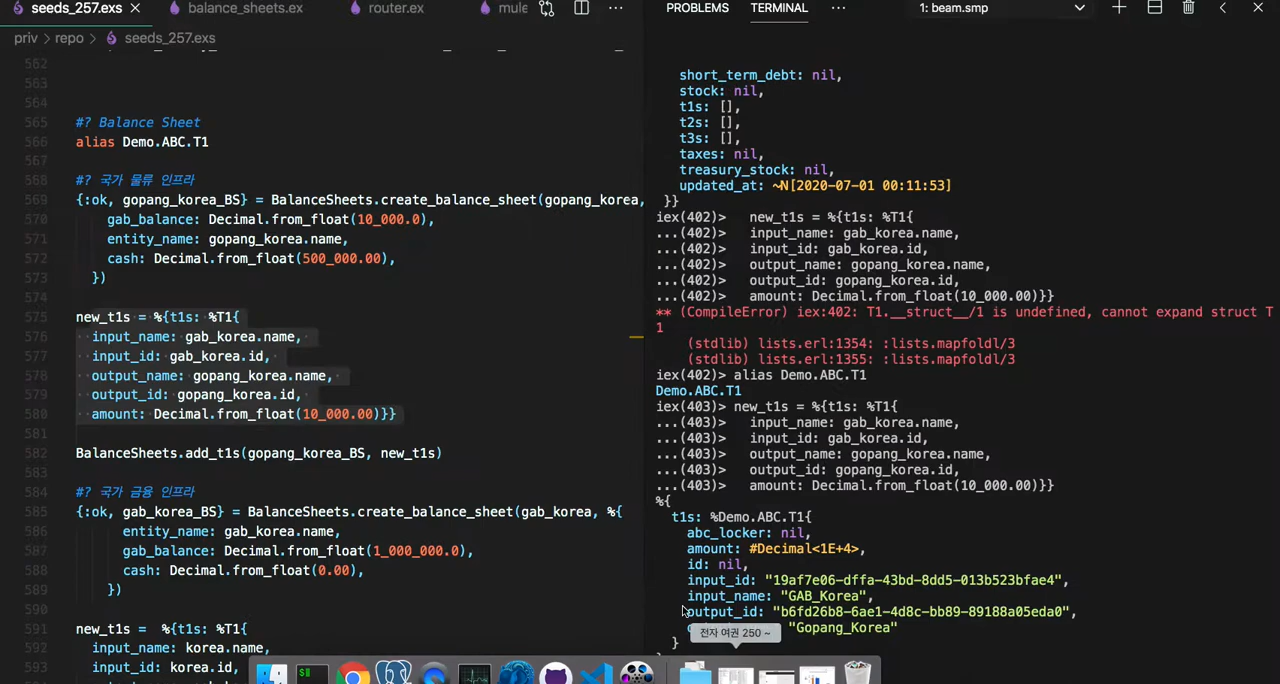 seeds_257.exs
balance_sheets.ex
router.ex
mule
priv > repo > seeds_257.exs
562
563
564
565 #? Balance Sheet
566 alias Demo.ABC.T1
567
568 #? 국가 물류 인프라
569 {:ok, gopang_korea_BS} = BalanceSheets.create_balance_sheet(gopang_korea,
570 gab_balance: Decimal.from_float(10_000.0),
571 entity_name: gopang_korea.name,
572 cash: Decimal.from_float(500_000.00),
573 })
574
575 new_t1s = %{t1s: %T1{
576 input_name: gab_korea.name,
577 input_id: gab_korea.id,
578 output_name: gopang_korea.name,
579 output_id: gopang_korea.id,
580 amount: Decimal.from_float(10_000.00)}}
581
582 BalanceSheets.add_t1s(gopang_korea_BS, new_t1s)
583
584 #? 국가 금융 인프라
585 {:ok, gab_korea_BS} = BalanceSheets.create_balance_sheet(gab_korea, %{
586 entity_name: gab_korea.name,
587 gab_balance: Decimal.from_float(1_000_000.0),
588 cash: Decimal.from_float(0.00),
589 })
590
591 new_t1s = %{t1s: %T1{
592 input_name: korea.name,
593 input_id: korea.id,
PROBLEMS TERMINAL ... 1: beam.smp
short_term_debt: nil,
stock: nil,
t1s: [],
t2s: [],
t3s: [],
taxes: nil,
treasury_stock: nil,
updated_at: ~N[2020-07-01 00:11:53]
}}
iex(402)> new_t1s = %{t1s: %T1{
...(402)> input_name: gab_korea.name,
...(402)> input_id: gab_korea.id,
...(402)> output_name: gopang_korea.name,
...(402)> output_id: gopang_korea.id,
...(402)> amount: Decimal.from_float(10_000.00)}}
** (CompileError) iex:402: T1.__struct__/1 is undefined, cannot expand struct T
1
(stdlib) lists.erl:1354: :lists.mapfoldl/3
(stdlib) lists.erl:1355: :lists.mapfoldl/3
iex(402)> alias Demo.ABC.T1
Demo.ABC.T1
iex(403)> new_t1s = %{t1s: %T1{
...(403)> input_name: gab_korea.name,
...(403)> input_id: gab_korea.id,
...(403)> output_name: gopang_korea.name,
...(403)> output_id: gopang_korea.id,
...(403)> amount: Decimal.from_float(10_000.00)}}
%{
t1s: %Demo.ABC.T1{
abc_locker: nil,
amount: #Decimal<1E+4>,
id: nil,
input_id: "19af7e06-dffa-43bd-8dd5-013b523bfae4",
input_name: "GAB_Korea",
output_id: "b6fd26b8-6ae1-4d8c-bb89-89188a05eda0",
"Gopang_Korea"
}
전자 여권 250 ~